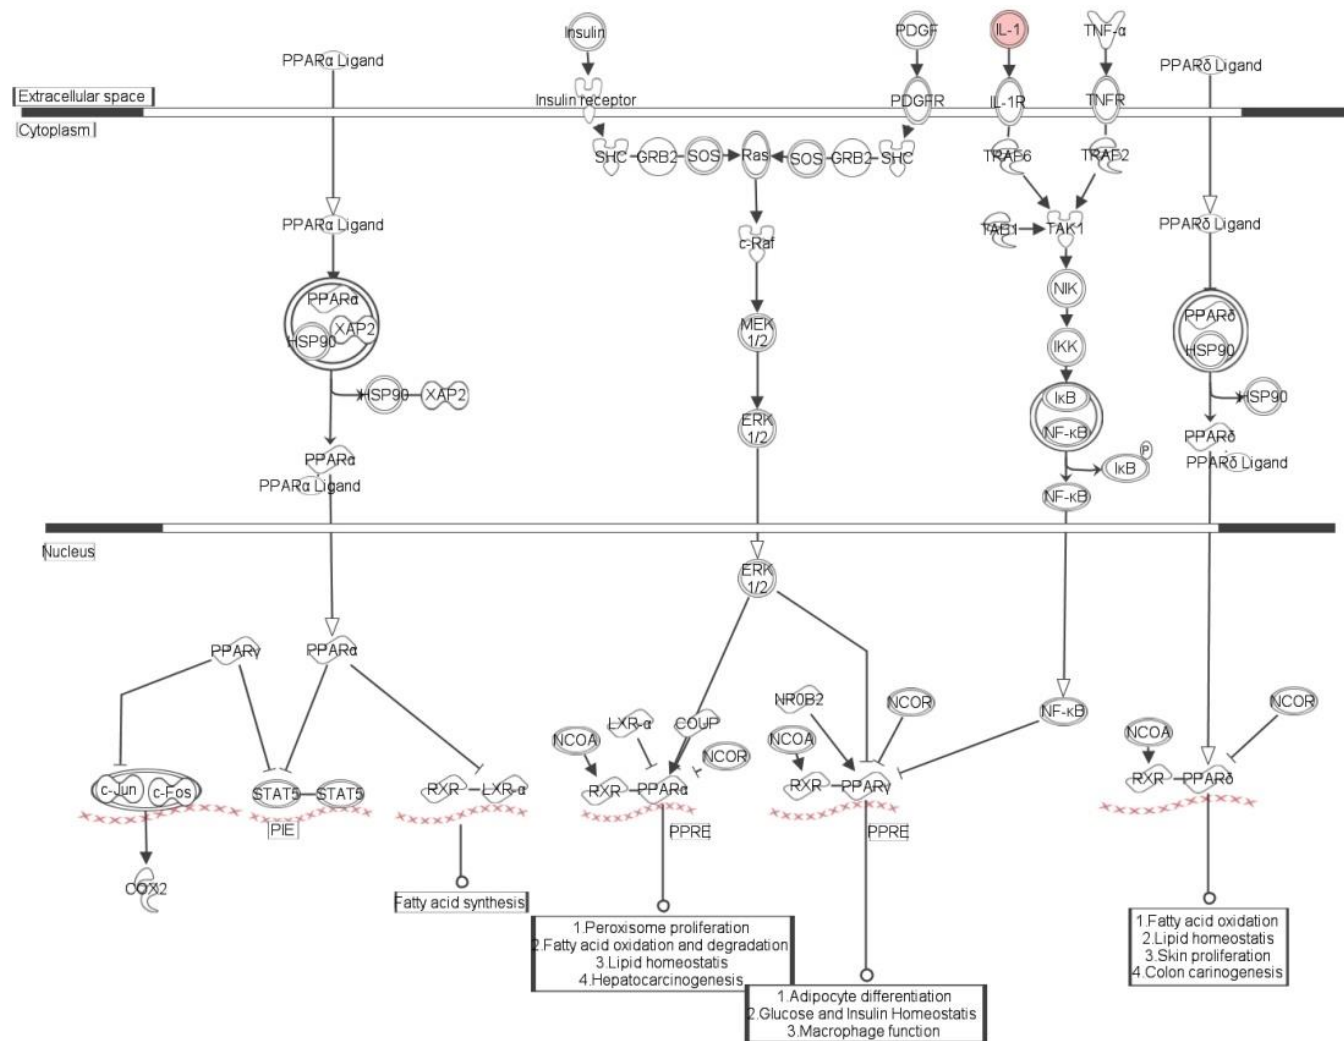 Insulin
PDGF
IL-1
TNF-α
PPARα Ligand
PPARδ Ligand
Extracellular space
Insulin receptor
PDGFR
IL-1R
TNFR
Cytoplasm
SHC
GRB2
SOS
Ras
SOS
GRB2
SHC
TRAF6
TRAF2
PPARα Ligand
c-Raf
TAB1
TAK1
PPARδ Ligand
PPARα
HSP90
XAP2
MEK
1/2
NIK
IKK
PPARδ
HSP90
HSP90
XAP2
ERK
1/2
IκB
NF-κB
HSP90
PPARα
PPARα Ligand
P
IκB
NF-κB
PPARδ
PPARδ Ligand
Nucleus
ERK
1/2
PPARγ
PPARα
NCOA
LXR-α
COUP
NCOR
NR0B2
NCOA
NCOR
NF-κB
NCOA
NCOR
c-Jun
c-Fos
STAT5
STAT5
RXR
LXR-α
RXR
PPARα
RXR
PPARγ
RXR
PPARδ
PIE
PPRE
PPRE
COX2
Fatty acid synthesis
1.Peroxisome proliferation
2.Fatty acid oxidation and degradation
3.Lipid homeostatis
4.Hepatocarcinogenesis
1.Adipocyte differentiation
2.Glucose and Insulin Homeostatis
3.Macrophage function
1.Fatty acid oxidation
2.Lipid homeostatis
3.Skin proliferation
4.Colon carinogenesis